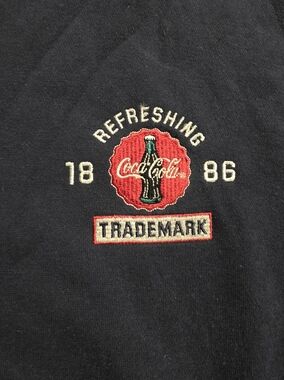 REFRESHING
18 Coca-Cola 86
TRADEMARK